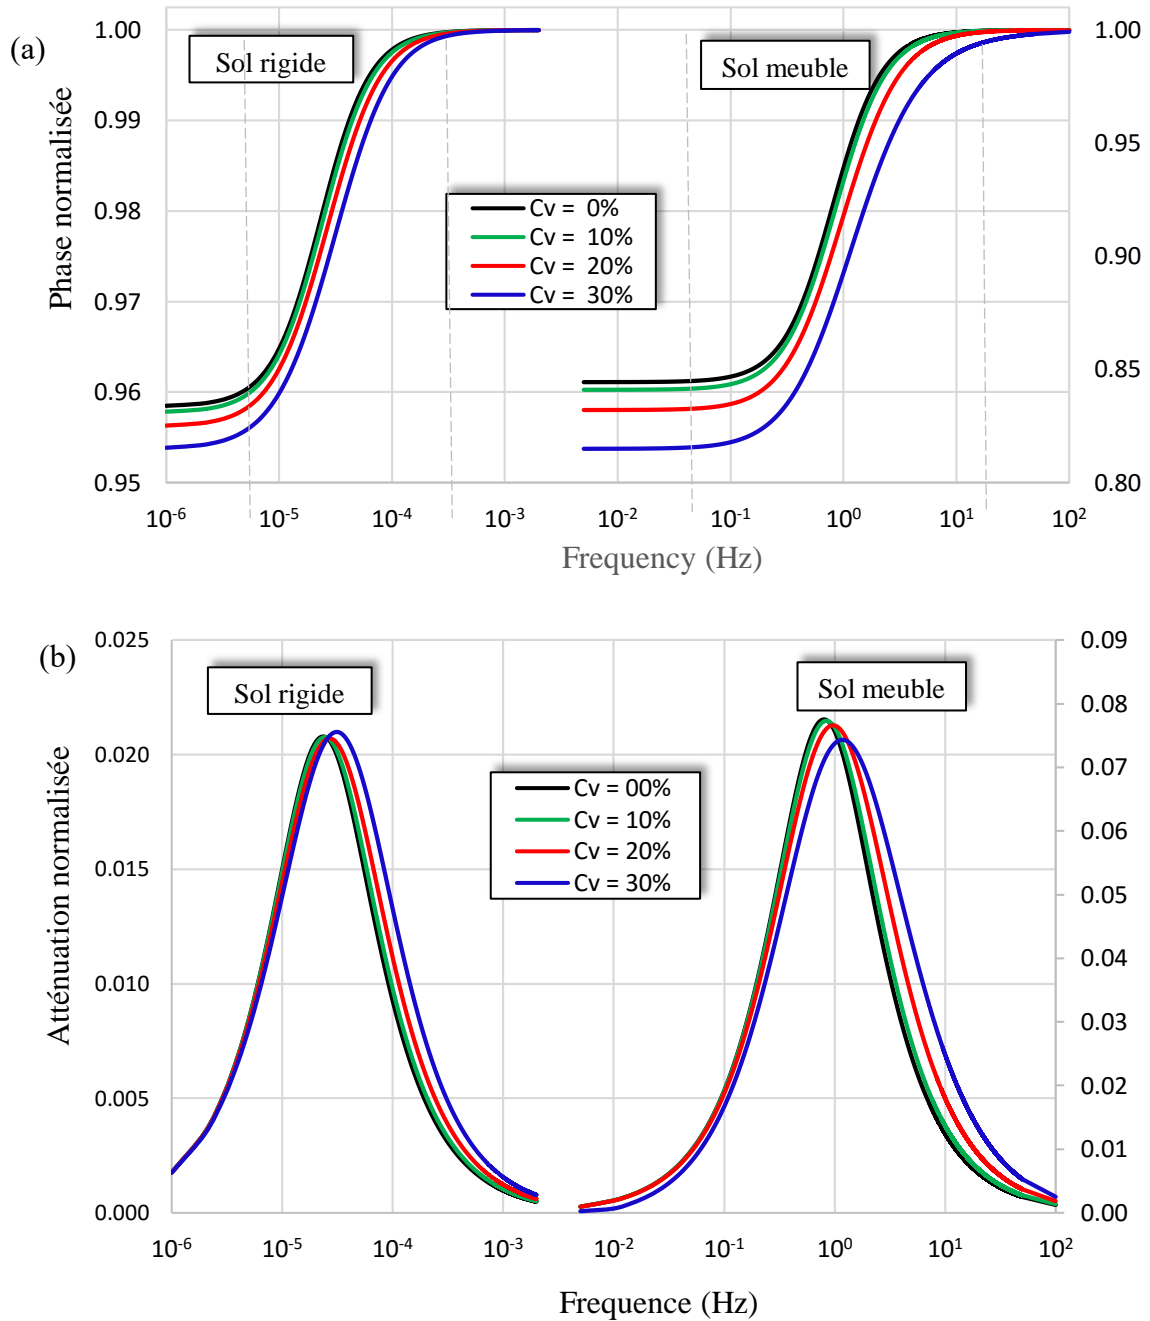 (a)
Sol rigide
Sol meuble
Phase normalisée
1.00
0.99
0.98
0.97
0.96
0.95
1.00
0.95
0.90
0.85
0.80
Cv = 0%
Cv = 10%
Cv = 20%
Cv = 30%
10⁻⁶ 10⁻⁵ 10⁻⁴ 10⁻³ 10⁻² 10⁻¹ 10⁰ 10¹ 10²
Frequency (Hz)
(b)
Sol rigide
Sol meuble
Atténuation normalisée
0.025
0.020
0.015
0.010
0.005
0.000
0.09
0.08
0.07
0.06
0.05
0.04
0.03
0.02
0.01
0.00
Cv = 00%
Cv = 10%
Cv = 20%
Cv = 30%
10⁻⁶ 10⁻⁵ 10⁻⁴ 10⁻³ 10⁻² 10⁻¹ 10⁰ 10¹ 10²
Frequence (Hz)